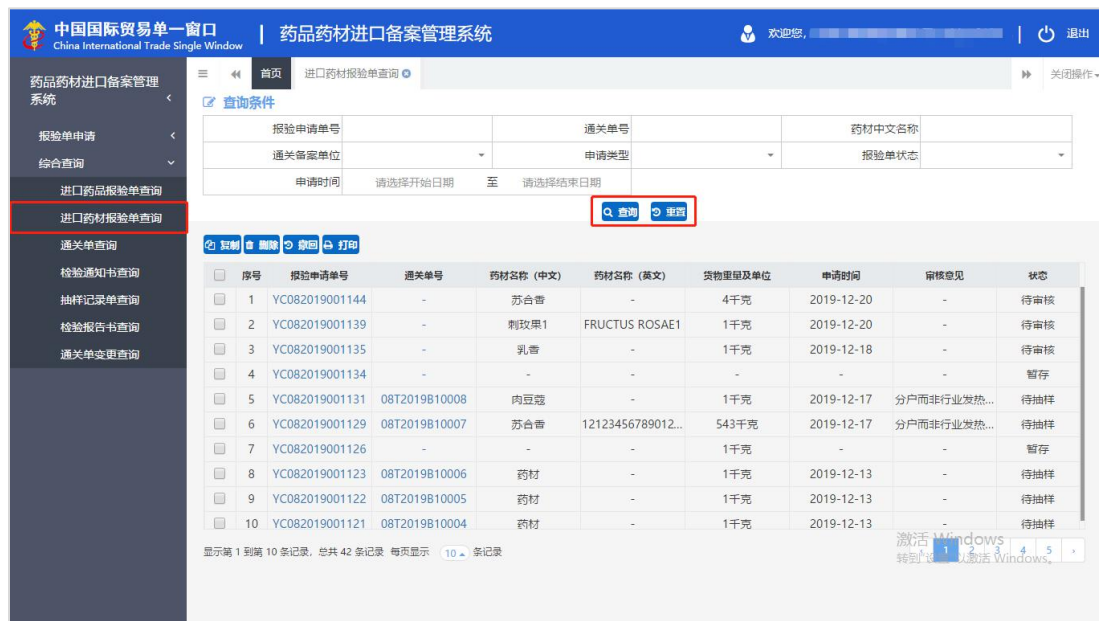 中国国际贸易单一窗口
China International Trade Single Window
药品药材进口备案管理系统
欢迎您,
退出
药品药材进口备案管理
系统
报验单申请
综合查询
进口药品报验单查询
进口药材报验单查询
通关单查询
检验通知书查询
抽样记录单查询
检验报告书查询
通关单变更查询
首页 进口药材报验单查询 关闭操作
查询条件
报验申请单号 通关单号 药材中文名称
通关备案单位 申请类型 报验单状态
申请时间 请选择开始日期 至 请选择结束日期
查询 重置
复制 删除 撤回 打印
序号 报验申请单号 通关单号 药材名称（中文） 药材名称（英文） 货物重量及单位 申请时间 审核意见 状态
1 YC082019001144 - 苏合香 - 4千克 2019-12-20 - 待审核
2 YC082019001139 - 刺玫果1 FRUCTUS ROSAE1 1千克 2019-12-20 - 待审核
3 YC082019001135 - 乳香 - 1千克 2019-12-18 - 待审核
4 YC082019001134 - - - - - - 暂存
5 YC082019001131 08T2019B10008 肉豆蔻 - 1千克 2019-12-17 分户而非行业发热... 待抽样
6 YC082019001129 08T2019B10007 苏合香 12123456789012... 543千克 2019-12-17 分户而非行业发热... 待抽样
7 YC082019001126 - - - 1千克 - - 暂存
8 YC082019001123 08T2019B10006 药材 - 1千克 2019-12-13 - 待抽样
9 YC082019001122 08T2019B10005 药材 - 1千克 2019-12-13 - 待抽样
10 YC082019001121 08T2019B10004 药材 - 1千克 2019-12-13 - 待抽样
显示第 1 到第 10 条记录，总共 42 条记录 每页显示 10 条记录
‹ 1 2 3 4 5 ›
激活 Windows
转到"设置"以激活 Windows。